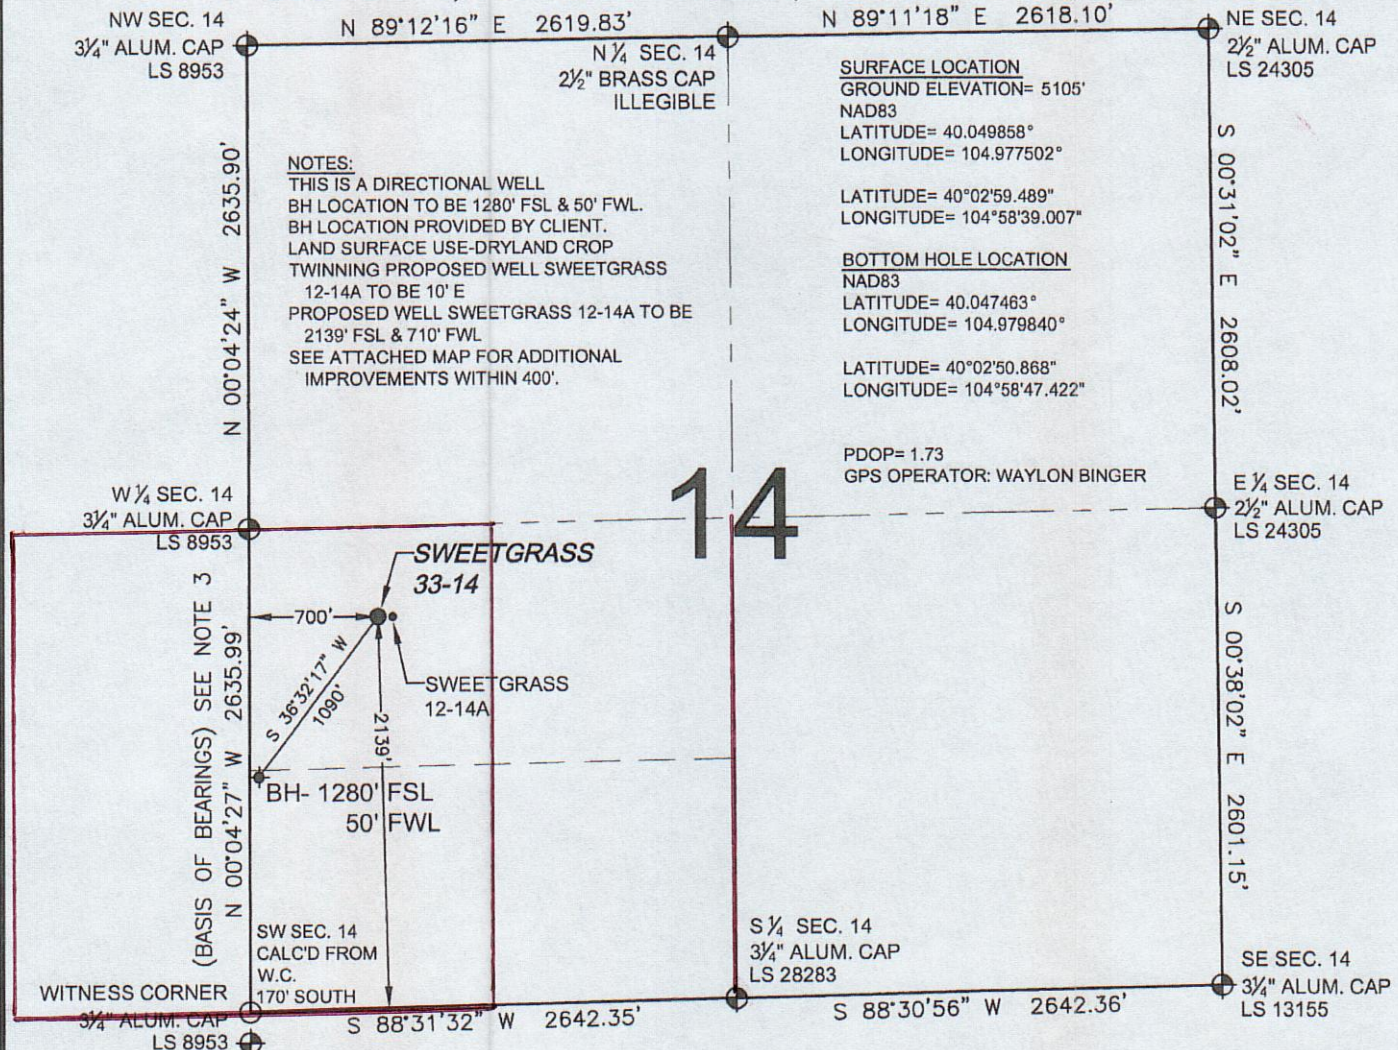 NW SEC. 14
3¼" ALUM. CAP
LS 8953
N 89°12'16" E 2619.83'
N ¼ SEC. 14
2½" BRASS CAP
ILLEGIBLE
N 89°11'18" E 2618.10'
NE SEC. 14
2½" ALUM. CAP
LS 24305
SURFACE LOCATION
GROUND ELEVATION= 5105'
NAD83
LATITUDE= 40.049858°
LONGITUDE= 104.977502°
LATITUDE= 40°02'59.489"
LONGITUDE= 104°58'39.007"
BOTTOM HOLE LOCATION
NAD83
LATITUDE= 40.047463°
LONGITUDE= 104.979840°
LATITUDE= 40°02'50.868"
LONGITUDE= 104°58'47.422"
PDOP= 1.73
GPS OPERATOR: WAYLON BINGER
NOTES:
THIS IS A DIRECTIONAL WELL
BH LOCATION TO BE 1280' FSL & 50' FWL.
BH LOCATION PROVIDED BY CLIENT.
LAND SURFACE USE-DRYLAND CROP
TWINNING PROPOSED WELL SWEETGRASS
12-14A TO BE 10' E
PROPOSED WELL SWEETGRASS 12-14A TO BE
2139' FSL & 710' FWL
SEE ATTACHED MAP FOR ADDITIONAL
IMPROVEMENTS WITHIN 400'.
N 00°04'24" W 2635.90'
S 00°31'02" E 2608.02'
W ¼ SEC. 14
3¼" ALUM. CAP
LS 8953
14
E ¼ SEC. 14
2½" ALUM. CAP
LS 24305
SWEETGRASS
33-14
700'
SWEETGRASS
12-14A
S 36°32'17" W
1090'
2139'
BH- 1280' FSL
50' FWL
(BASIS OF BEARINGS) SEE NOTE 3
N 00°04'27" W 2635.99'
S 00°38'02" E 2601.15'
SW SEC. 14
CALC'D FROM
W.C.
170' SOUTH
WITNESS CORNER
3¼" ALUM. CAP
LS 8953
S 88°31'32" W 2642.35'
S ¼ SEC. 14
3¼" ALUM. CAP
LS 28283
S 88°30'56" W 2642.36'
SE SEC. 14
3¼" ALUM. CAP
LS 13155